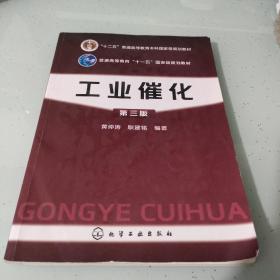 "十二五"普通高等教育本科国家级规划教材
普通高等教育"十一五"国家级规划教材
工业催化
第三版
黄仲涛 耿建铭 编著
GONGYE CUIHUA
化学工业出版社